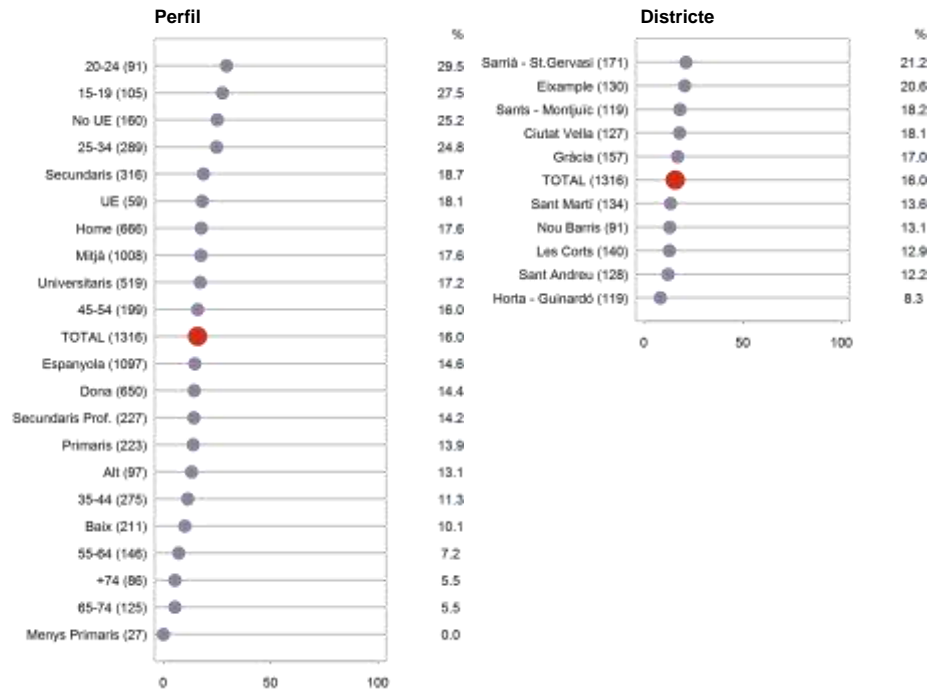 Perfil
%
20-24 (91) 29.5
15-19 (105) 27.5
No UE (160) 25.2
25-34 (289) 24.8
Secundaris (316) 18.7
UE (59) 18.1
Home (666) 17.6
Mitjà (1008) 17.6
Universitaris (519) 17.2
45-54 (199) 16.0
TOTAL (1316) 16.0
Espanyola (1097) 14.6
Dona (650) 14.4
Secundaris Prof. (227) 14.2
Primaris (223) 13.9
Alt (97) 13.1
35-44 (275) 11.3
Baix (211) 10.1
55-64 (146) 7.2
+74 (86) 5.5
65-74 (125) 5.5
Menys Primaris (27) 0.0
0 50 100
Districte
%
Sarrià - St.Gervasi (171) 21.2
Eixample (130) 20.6
Sants - Montjuïc (119) 18.2
Ciutat Vella (127) 18.1
Gràcia (157) 17.0
TOTAL (1316) 16.0
Sant Martí (134) 13.6
Nou Barris (91) 13.1
Les Corts (140) 12.9
Sant Andreu (128) 12.2
Horta - Guinardó (119) 8.3
0 50 100